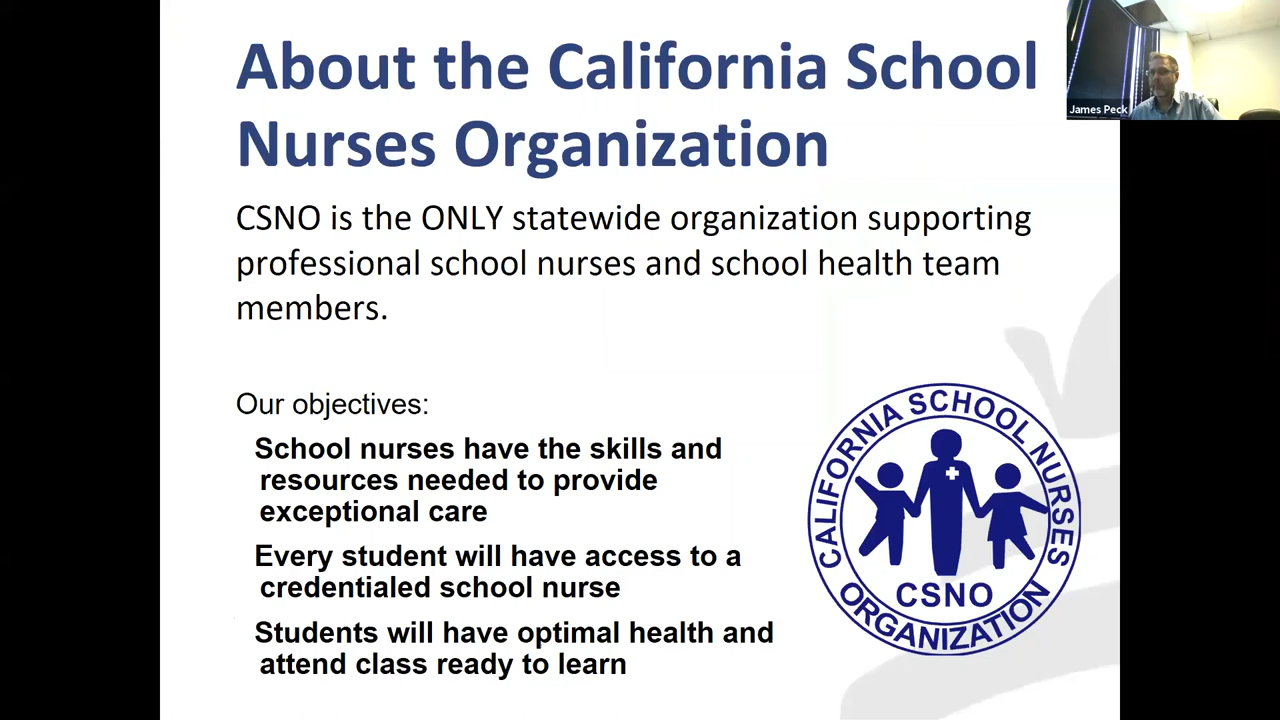 About the California School
Nurses Organization
CSNO is the ONLY statewide organization supporting
professional school nurses and school health team
members.
Our objectives:
School nurses have the skills and
resources needed to provide
exceptional care
Every student will have access to a
credentialed school nurse
Students will have optimal health and
attend class ready to learn
CALIFORNIA SCHOOL NURSES
CSNO
ORGANIZATION
James Peck